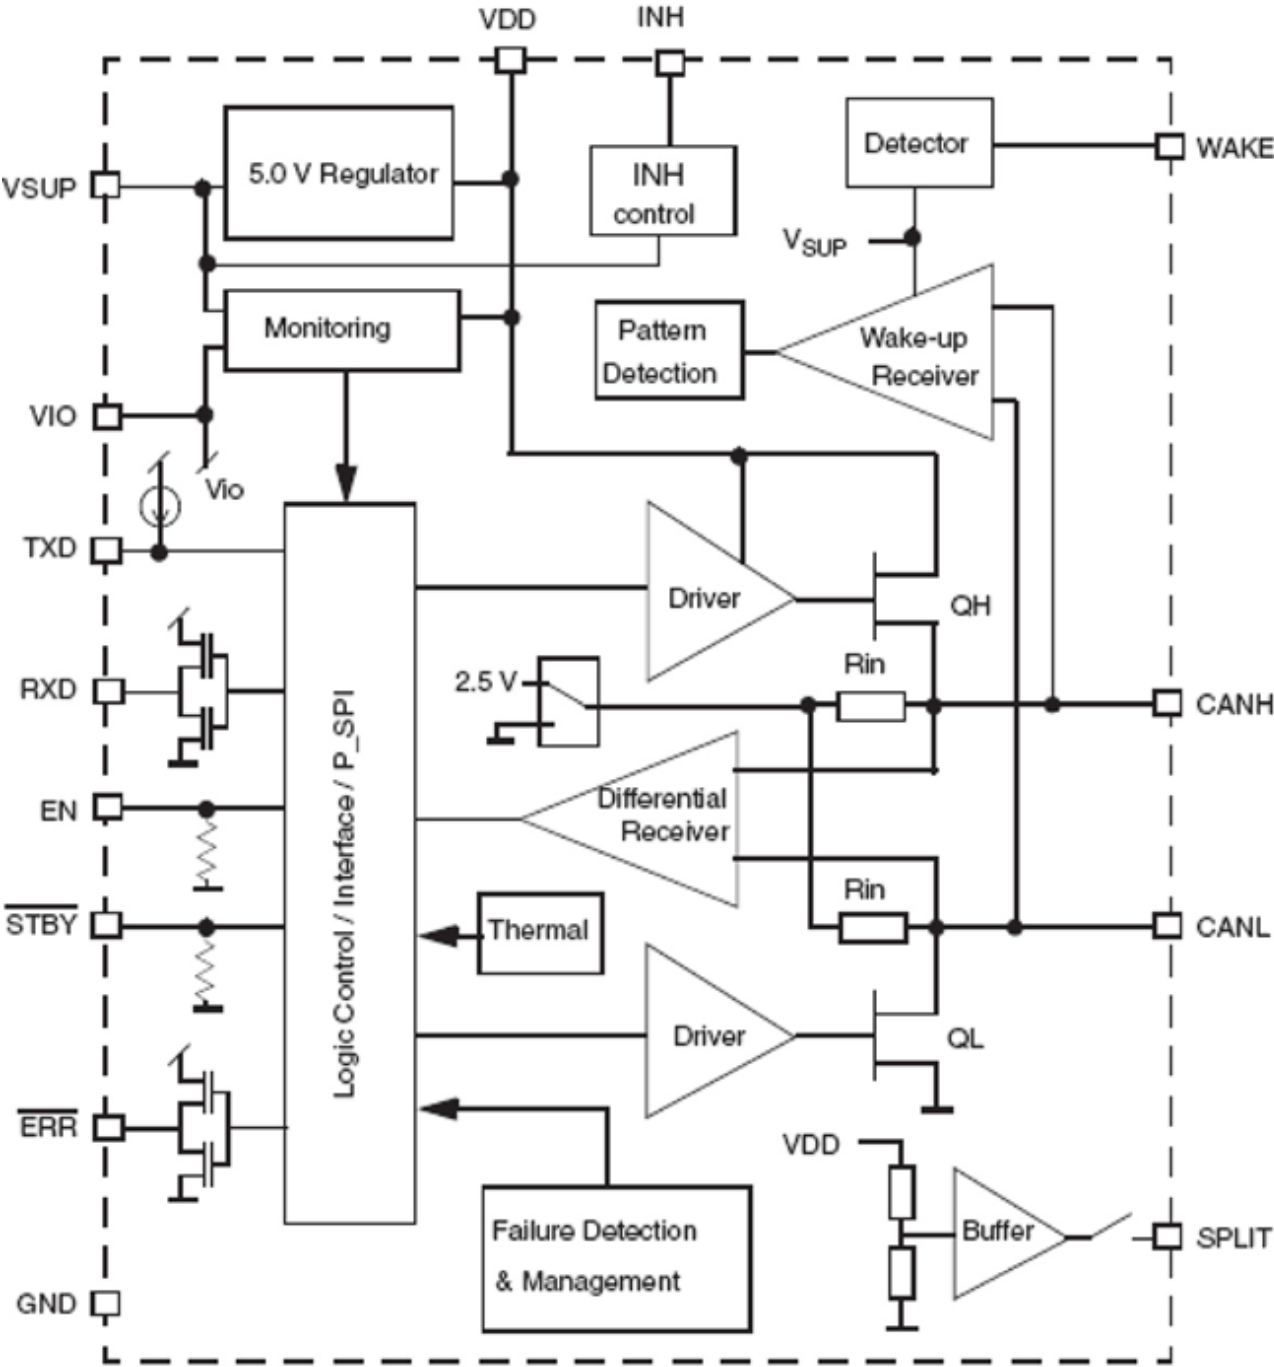 VDD
INH
VSUP
5.0 V Regulator
INH
control
Detector
WAKE
VSUP
Monitoring
Pattern
Detection
Wake-up
Receiver
VIO
Vio
TXD
Driver
QH
RXD
2.5 V
Rin
CANH
Logic Control / Interface / P_SPI
Differential
Receiver
EN
Rin
STBY
Thermal
CANL
Driver
QL
ERR
VDD
Failure Detection
& Management
Buffer
SPLIT
GND